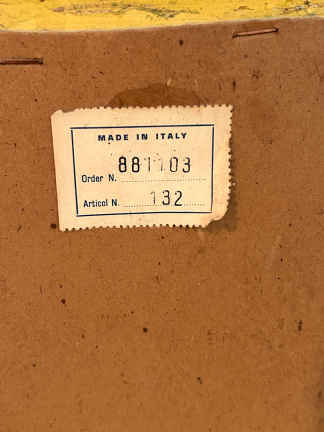 MADE IN ITALY
Order N. 881103
Articol N. 132